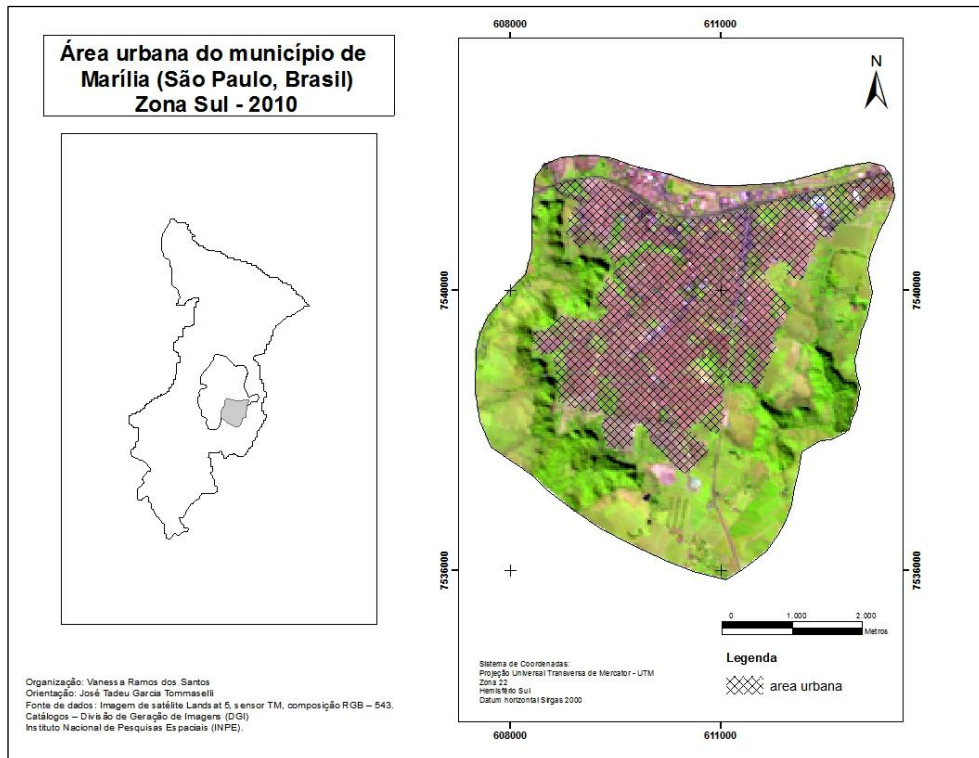 Área urbana do município de
Marília (São Paulo, Brasil)
Zona Sul - 2010
608000
611000
N
7540000
7540000
7536000
7536000
0 1.000 2.000
Metros
Legenda
area urbana
Sistema de Coordenadas:
Projeção Universal Transversa de Mercator - UTM
Zona 22
Hemisfério Sul
Datum horizontal Sirgas 2000
608000
611000
Organização: Vanessa Ramos dos Santos
Orientação: José Tadeu Garcia Tommaselli
Fonte de dados: Imagem de satélite Landsat 5, sensor TM, composição RGB – 543.
Catálogos – Divisão de Geração de Imagens (DGI)
Instituto Nacional de Pesquisas Espaciais (INPE).